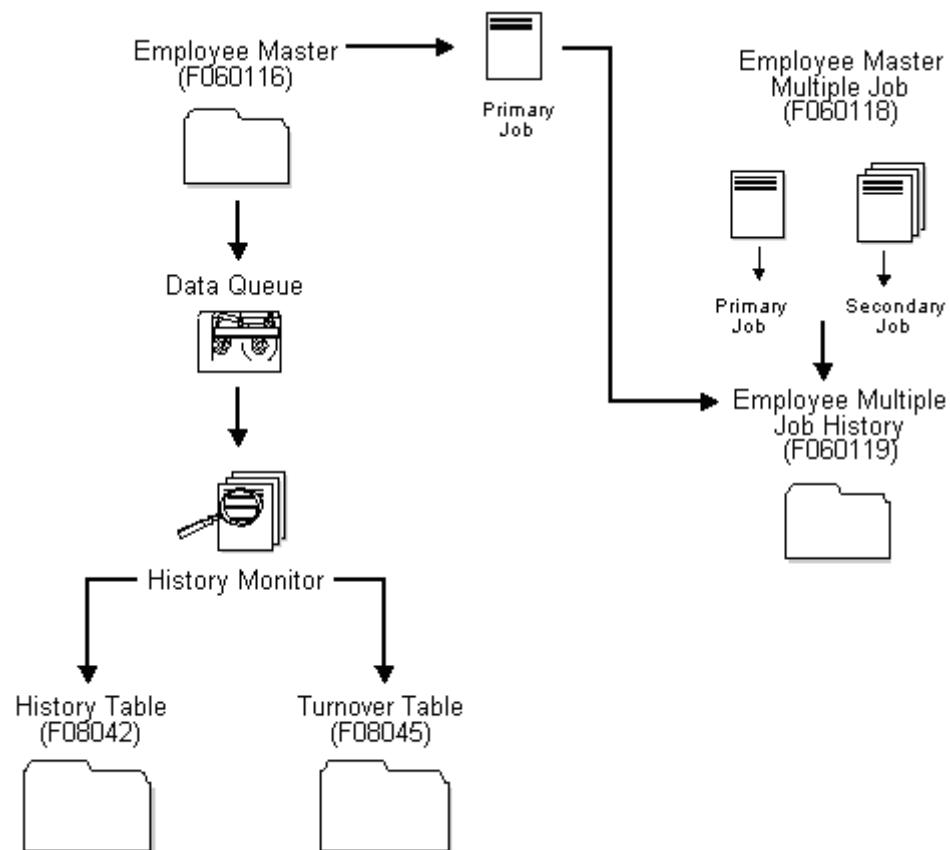 Employee Master
(F060116)
Primary
Job
Employee Master
Multiple Job
(F060118)
Data Queue
Primary
Job
Secondary
Job
Employee Multiple
Job History
(F060119)
History Monitor
History Table
(F08042)
Turnover Table
(F08045)